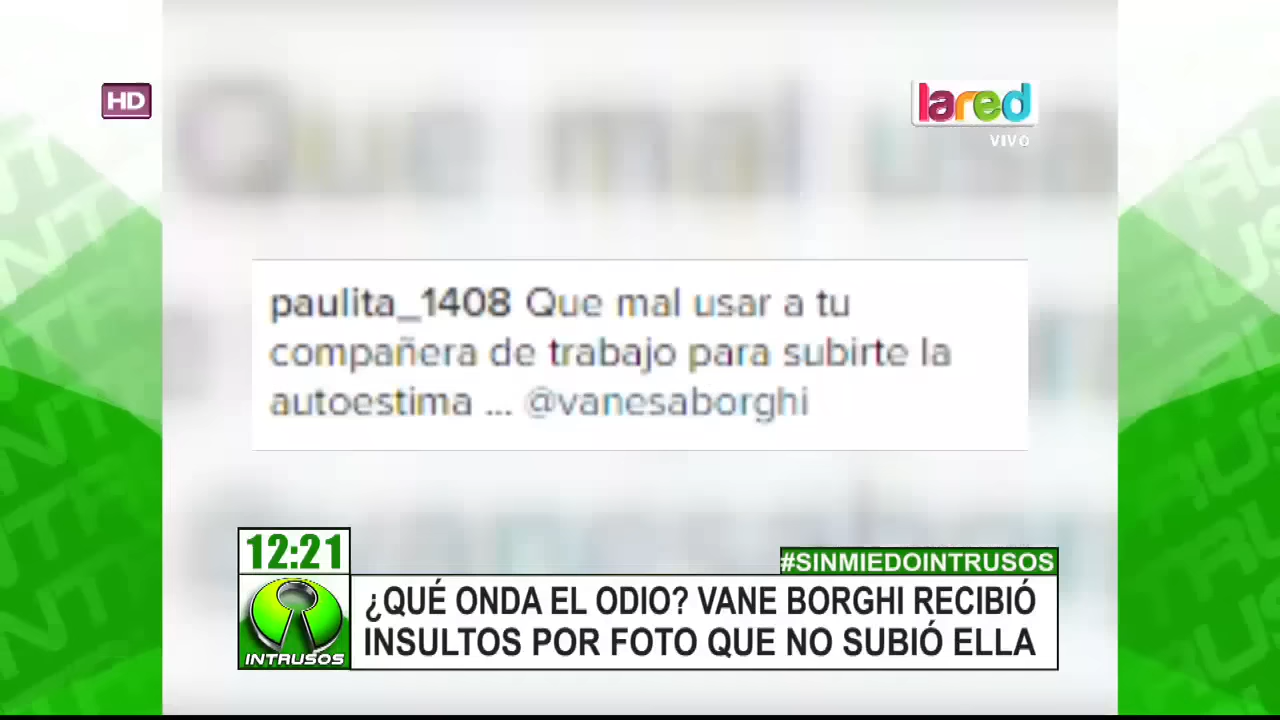 HD
lared
VIVO
paulita_1408 Que mal usar a tu
compañera de trabajo para subirte la
autoestima ... @vanesaborghi
12:21
#SINMIEDOINTRUSOS
¿QUÉ ONDA EL ODIO? VANE BORGHI RECIBIÓ
INSULTOS POR FOTO QUE NO SUBIÓ ELLA
INTRUSOS